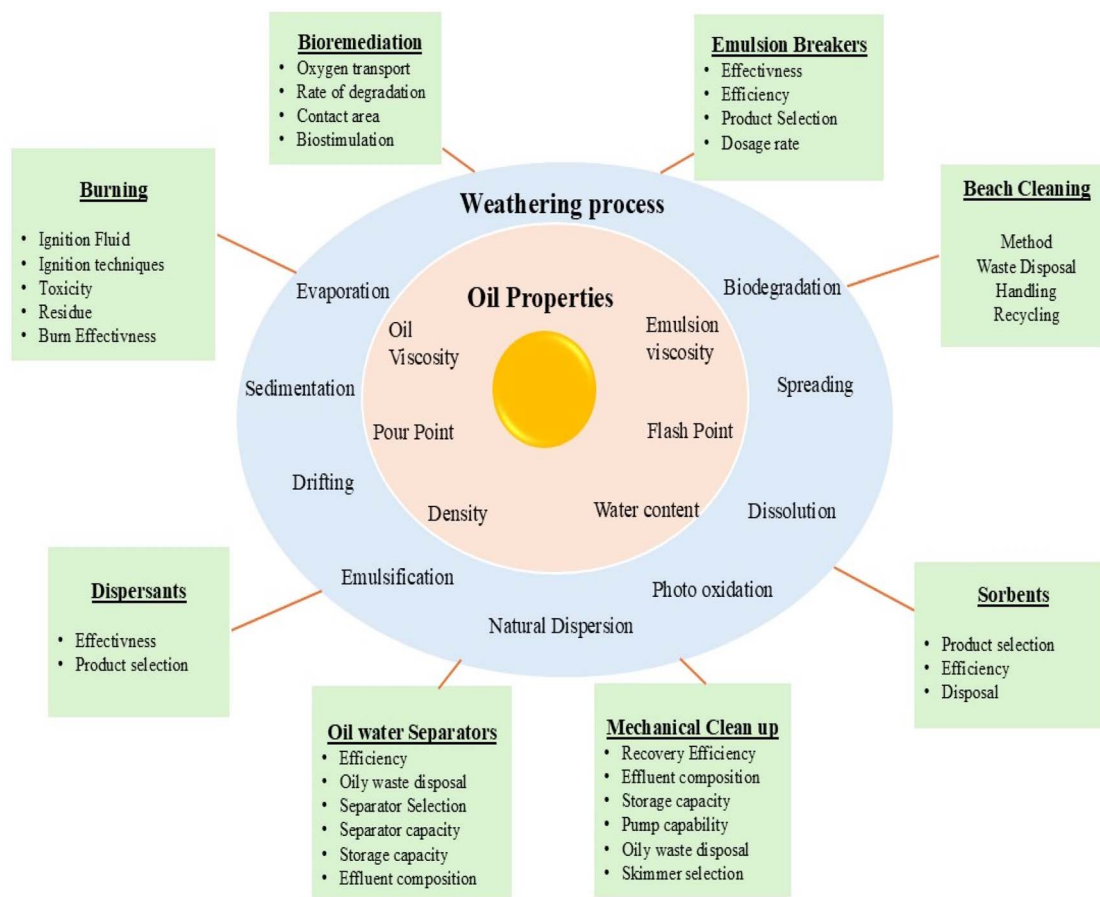 Bioremediation
• Oxygen transport
• Rate of degradation
• Contact area
• Biostimulation
Emulsion Breakers
• Effectivness
• Efficiency
• Product Selection
• Dosage rate
Burning
• Ignition Fluid
• Ignition techniques
• Toxicity
• Residue
• Burn Effectivness
Beach Cleaning
Method
Waste Disposal
Handling
Recycling
Weathering process
Evaporation
Biodegradation
Sedimentation
Spreading
Drifting
Dissolution
Emulsification
Photo oxidation
Natural Dispersion
Oil Properties
Oil
Viscosity
Emulsion
viscosity
Pour Point
Flash Point
Density
Water content
Dispersants
• Effectivness
• Product selection
Sorbents
• Product selection
• Efficiency
• Disposal
Oil water Separators
• Efficiency
• Oily waste disposal
• Separator Selection
• Separator capacity
• Storage capacity
• Effluent composition
Mechanical Clean up
• Recovery Efficiency
• Effluent composition
• Storage capacity
• Pump capability
• Oily waste disposal
• Skimmer selection